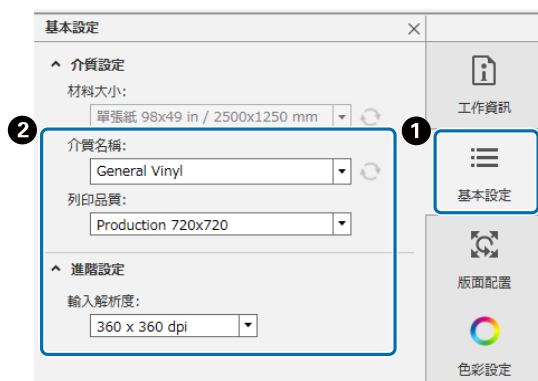 基本設定
介質設定
材料大小:
單張紙 98x49 in / 2500x1250 mm
2
介質名稱:
General Vinyl
列印品質:
Production 720x720
進階設定
輸入解析度:
360 x 360 dpi
工作資訊
1
基本設定
版面配置
色彩設定